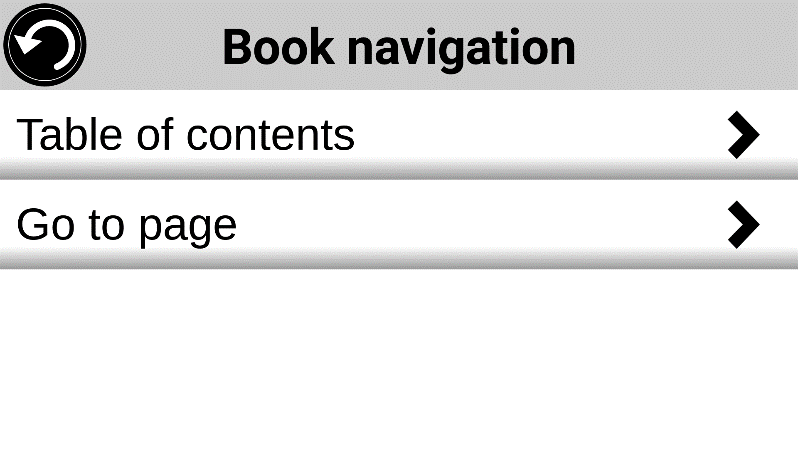 Book navigation
Table of contents
Go to page